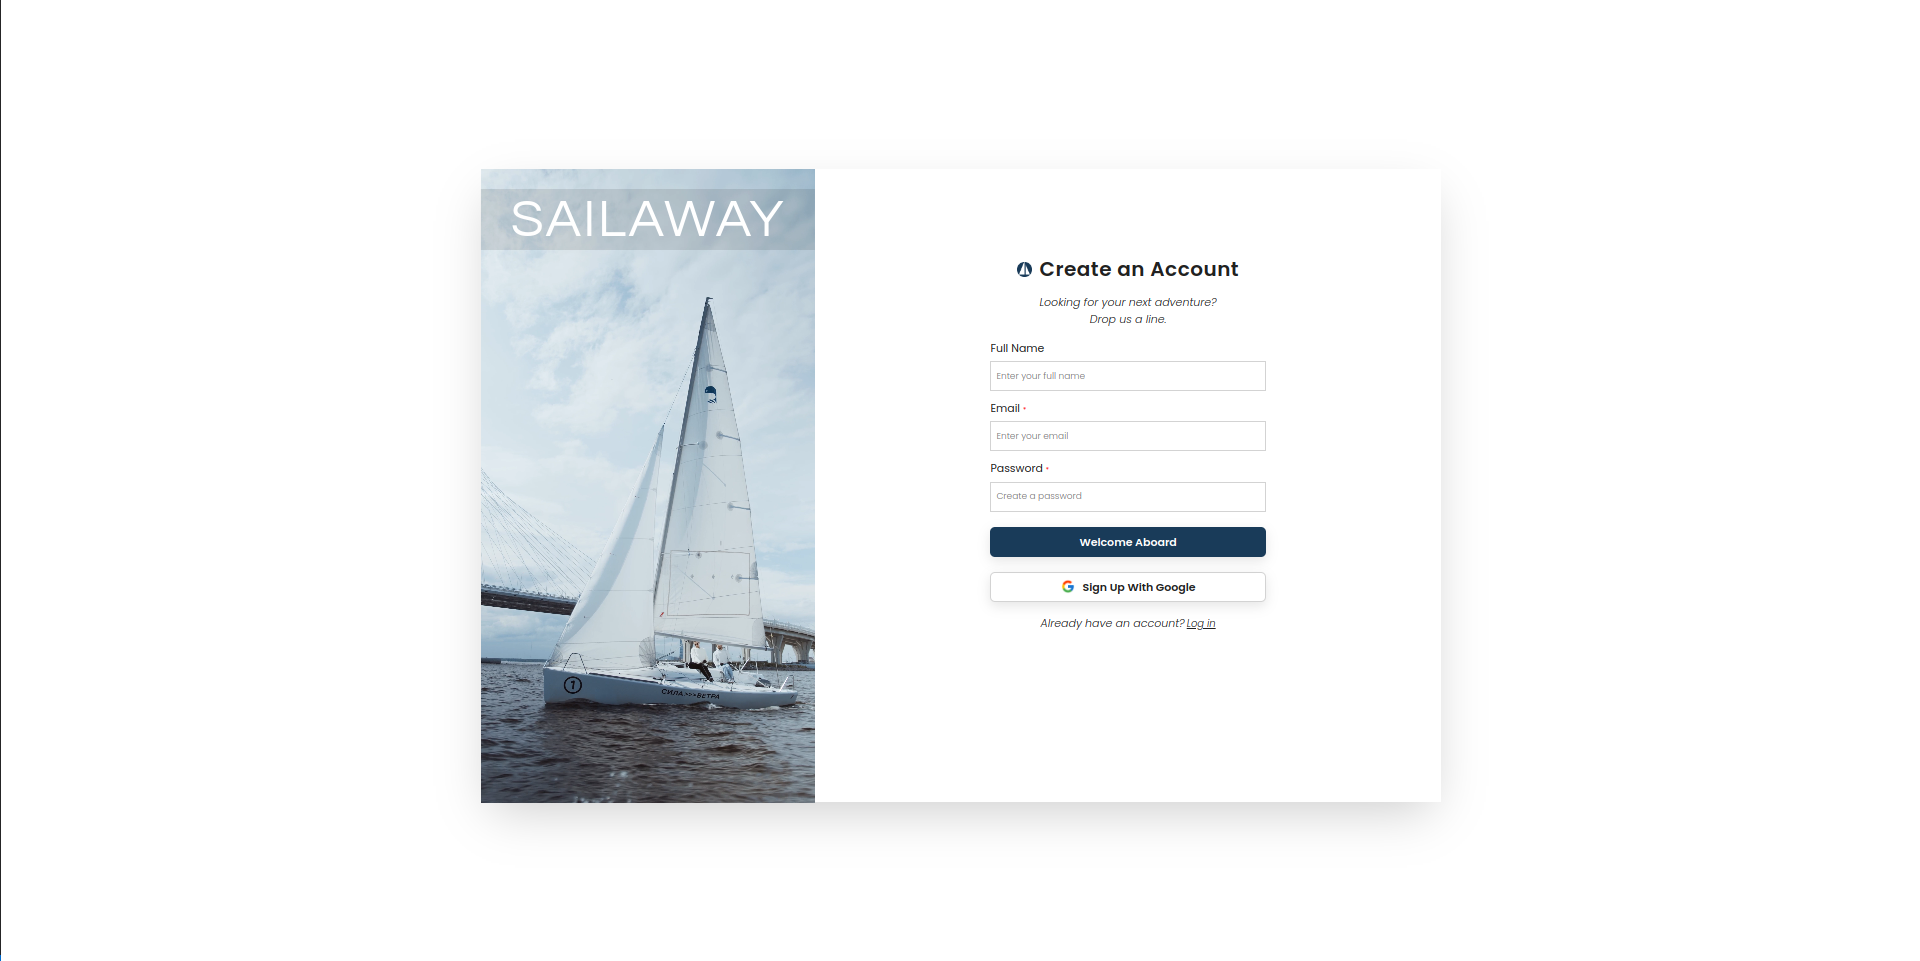 SAILAWAY
Create an Account
Looking for your next adventure?
Drop us a line.
Full Name
Enter your full name
Email *
Enter your email
Password *
Create a password
Welcome Aboard
Sign Up With Google
Already have an account? Log in
1
СИЛА>>>ВЕТРА